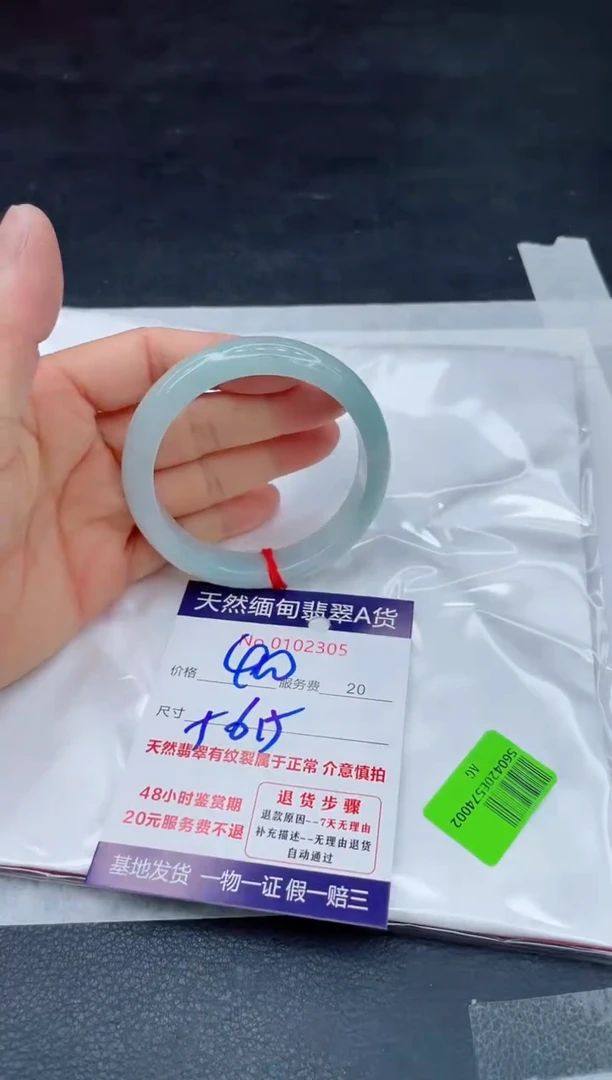 天然缅甸翡翠A货
No 0102305
价格 服务费 20
尺寸
天然翡翠有纹裂属于正常 介意慎拍
48小时鉴赏期
20元服务费不退
退货步骤
退款原因--7天无理由
补充描述--无理由退货
自动通过
基地发货 一物一证 假一赔三
560420E574002
AG